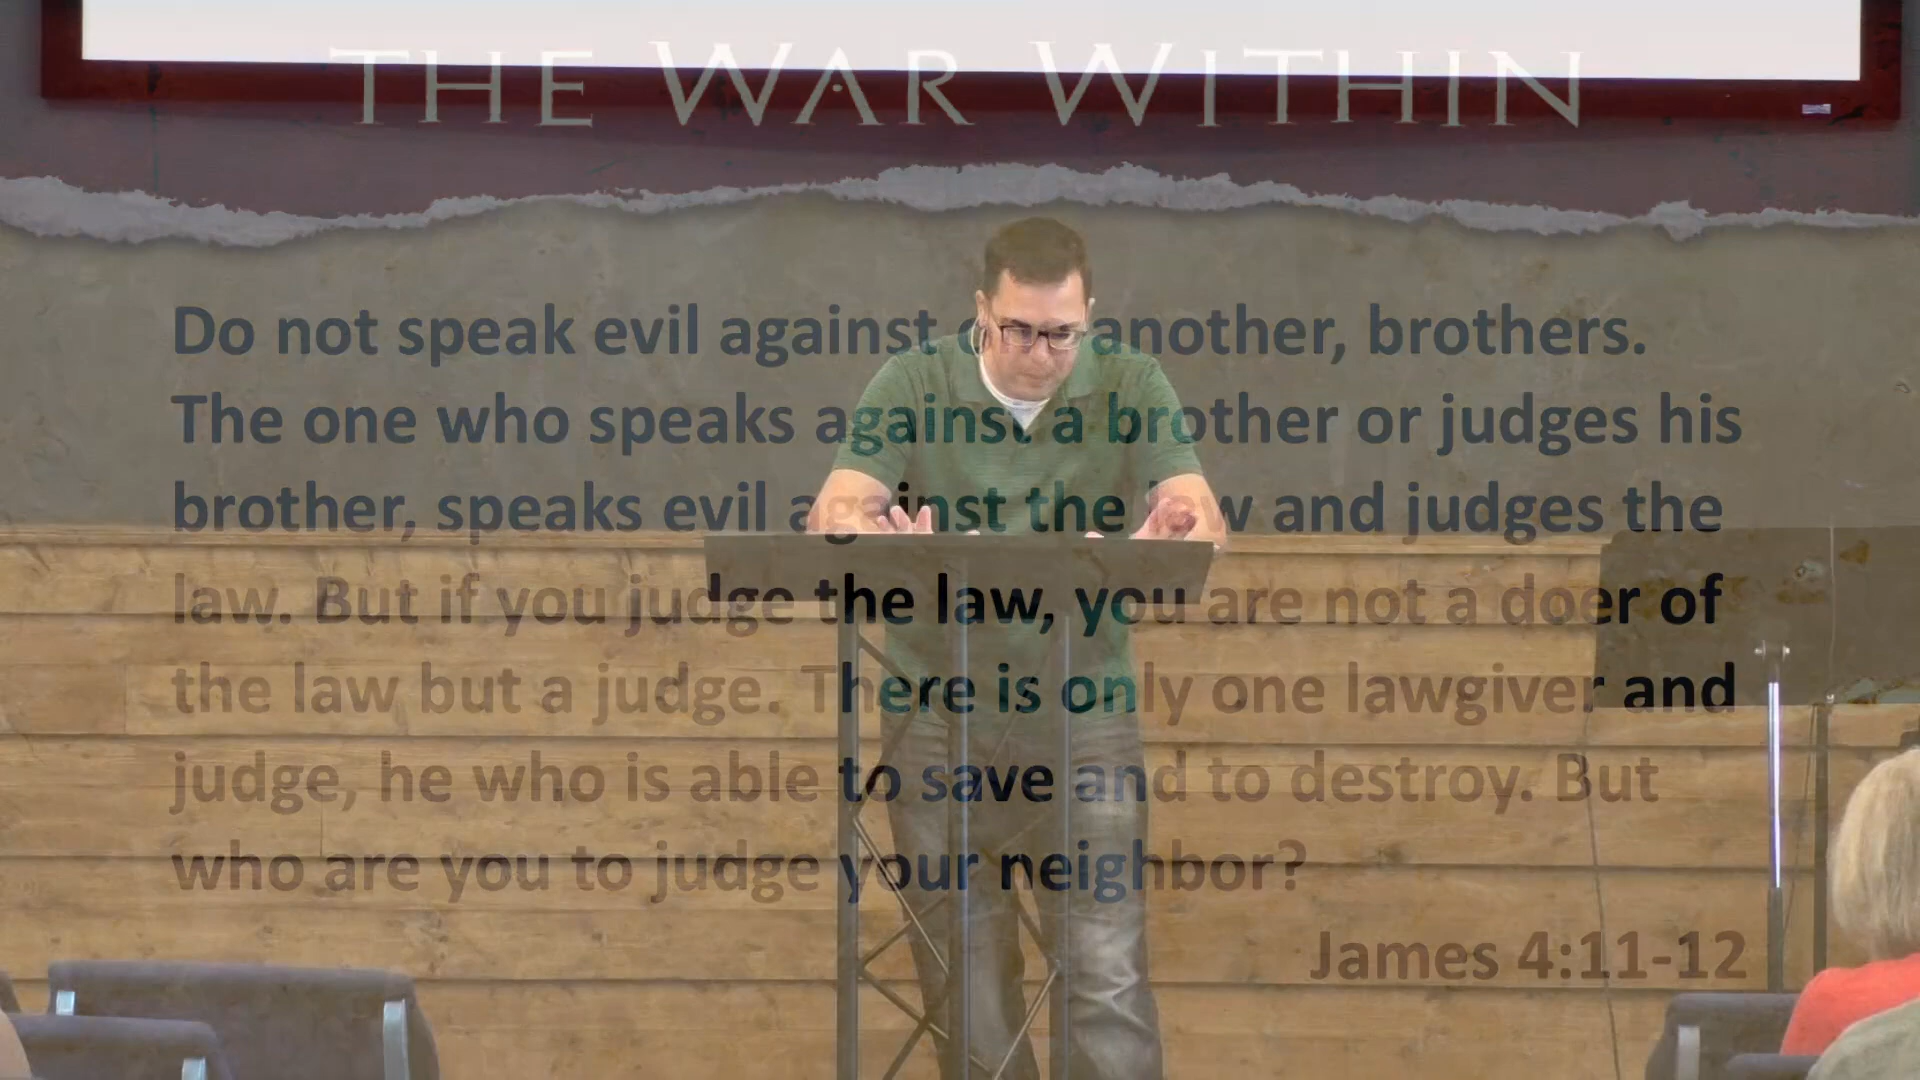 THE WAR WITHIN
Do not speak evil against one another, brothers.
The one who speaks against a brother or judges his
brother, speaks evil against the law and judges the
law. But if you judge the law, you are not a doer of
the law but a judge. There is only one lawgiver and
judge, he who is able to save and to destroy. But
who are you to judge your neighbor?
James 4:11-12